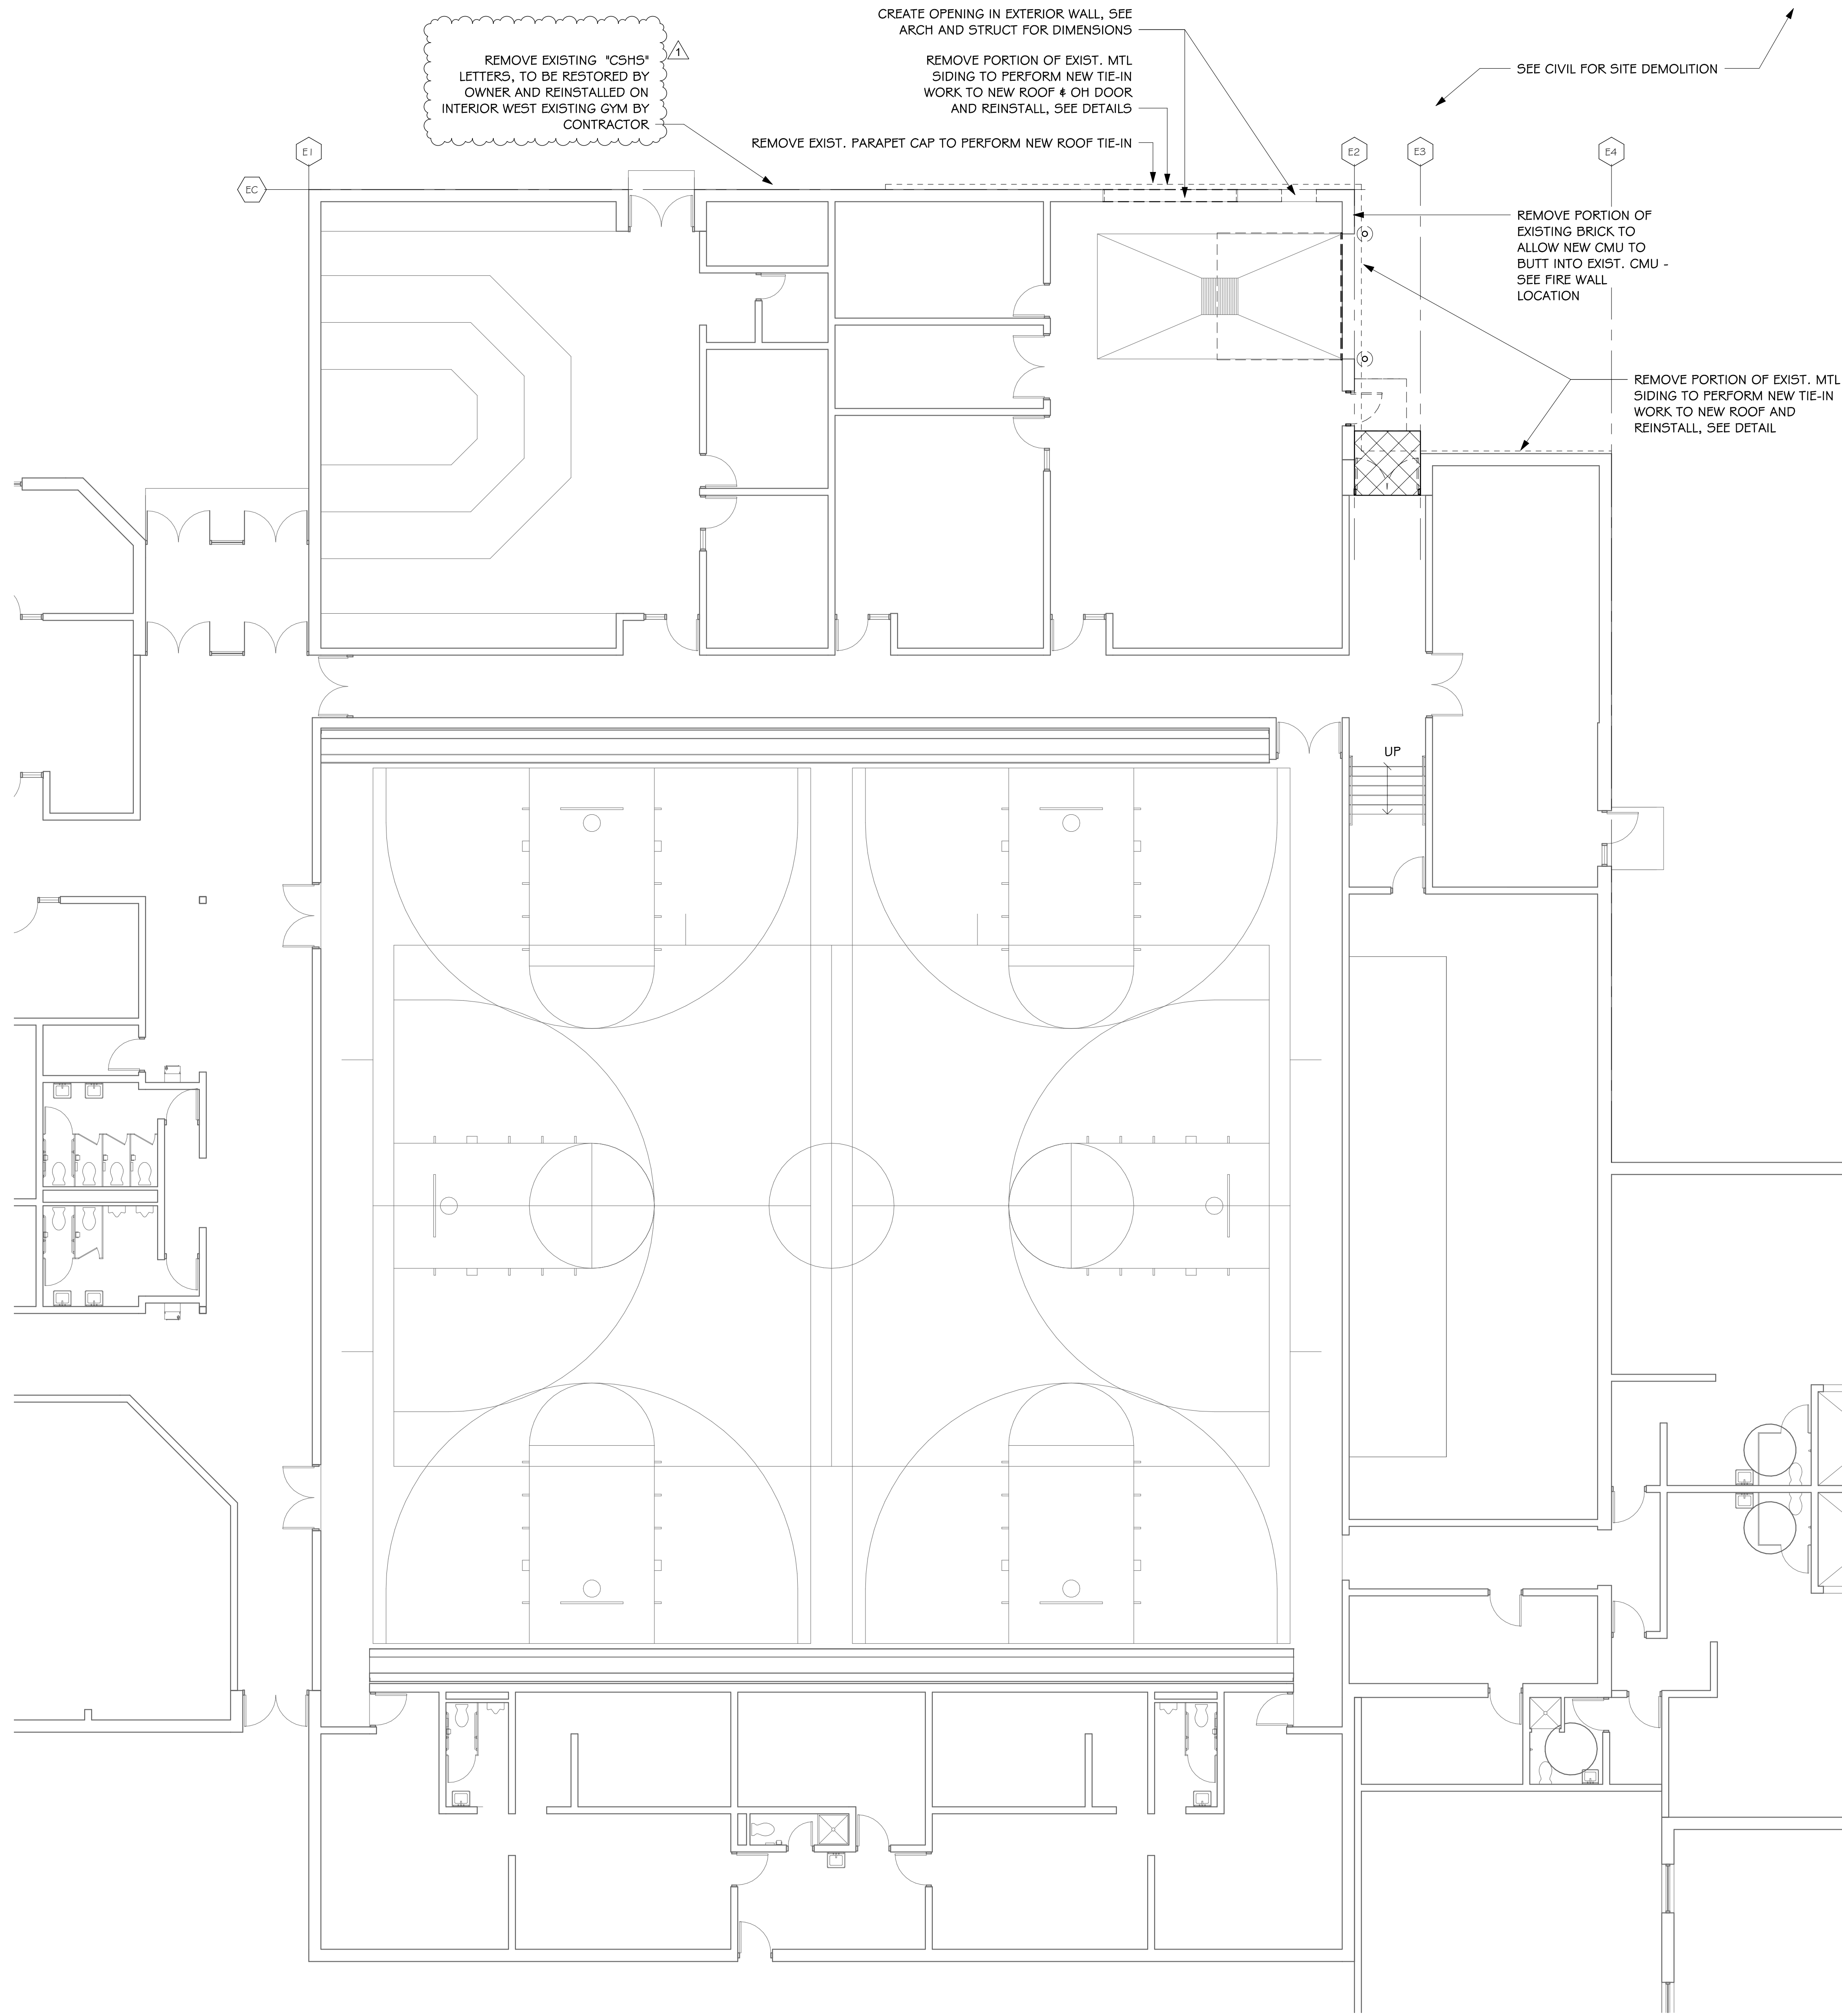 CREATE OPENING IN EXTERIOR WALL, SEE
ARCH AND STRUCT FOR DIMENSIONS
REMOVE EXISTING "CSHS"
LETTERS, TO BE RESTORED BY
OWNER AND REINSTALLED ON
INTERIOR WEST EXISTING GYM BY
CONTRACTOR
1
REMOVE PORTION OF EXIST. MTL
SIDING TO PERFORM NEW TIE-IN
WORK TO NEW ROOF & OH DOOR
AND REINSTALL, SEE DETAILS
SEE CIVIL FOR SITE DEMOLITION
REMOVE EXIST. PARAPET CAP TO PERFORM NEW ROOF TIE-IN
E1
E2
E3
E4
EC
REMOVE PORTION OF
EXISTING BRICK TO
ALLOW NEW CMU TO
BUTT INTO EXIST. CMU -
SEE FIRE WALL
LOCATION
REMOVE PORTION OF EXIST. MTL
SIDING TO PERFORM NEW TIE-IN
WORK TO NEW ROOF AND
REINSTALL, SEE DETAIL
UP